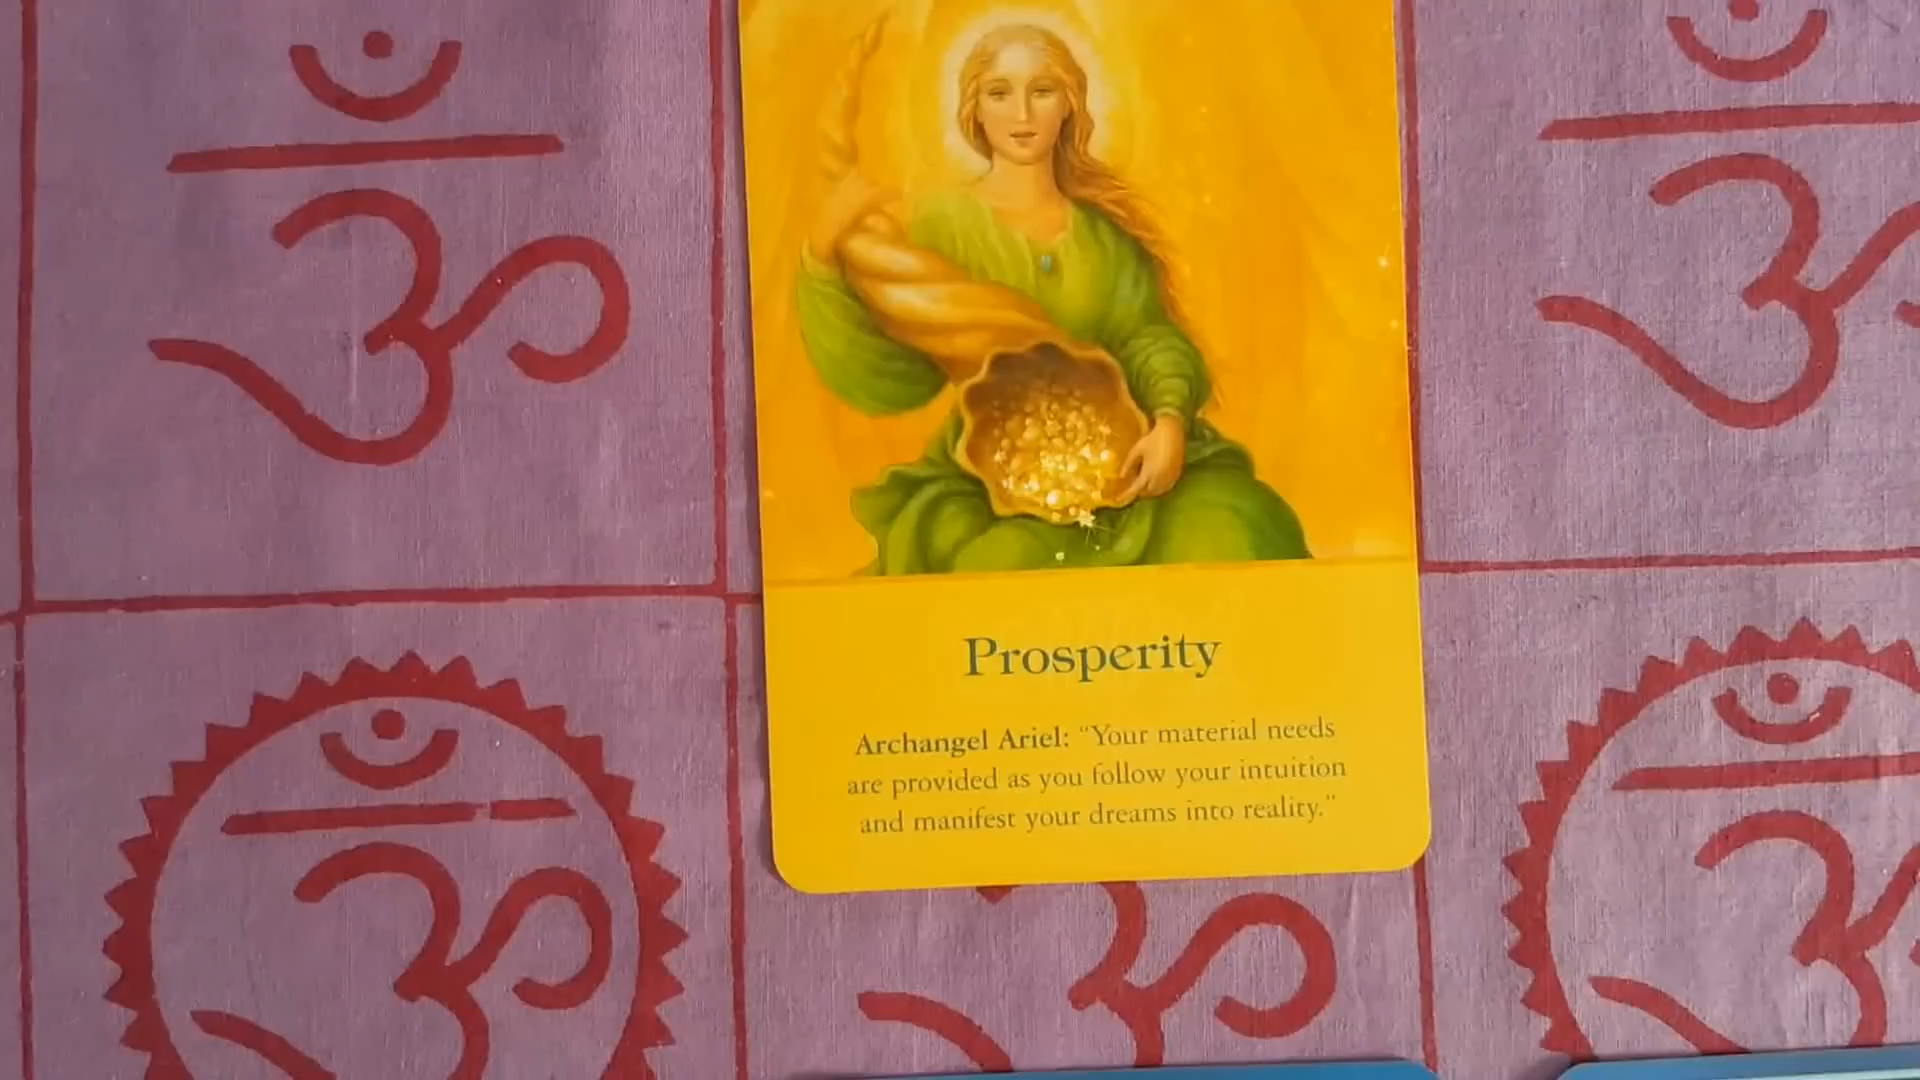 ॐ ॐ
Prosperity
Archangel Ariel: “Your material needs
are provided as you follow your intuition
and manifest your dreams into reality.”
ॐ ॐ ॐ